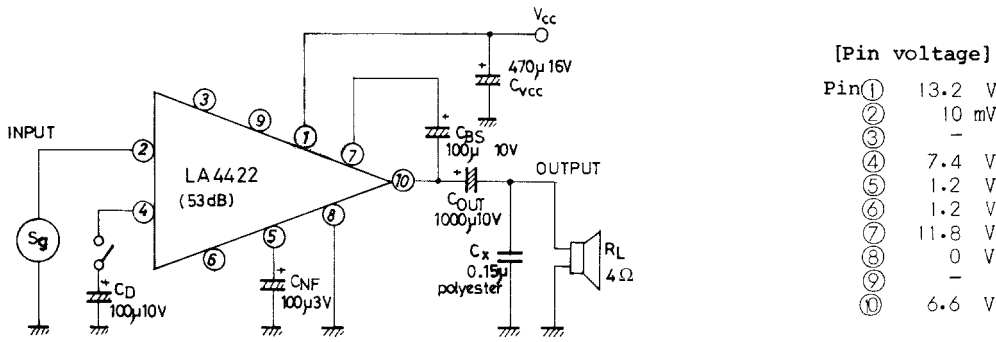 Vcc
470μ 16V
CVCC
INPUT
③
⑨
①
⑦
CBS
100μ 10V
②
LA4422
(53dB)
⑩
OUTPUT
COUT
1000μ10V
④
⑧
Sg
⑥
⑤
CD
100μ10V
CNF
100μ3V
Cx
0.15μ
polyester
RL
4Ω
[Pin voltage]
Pin① 13.2 V
② 10 mV
③ -
④ 7.4 V
⑤ 1.2 V
⑥ 1.2 V
⑦ 11.8 V
⑧ 0 V
⑨ -
⑩ 6.6 V